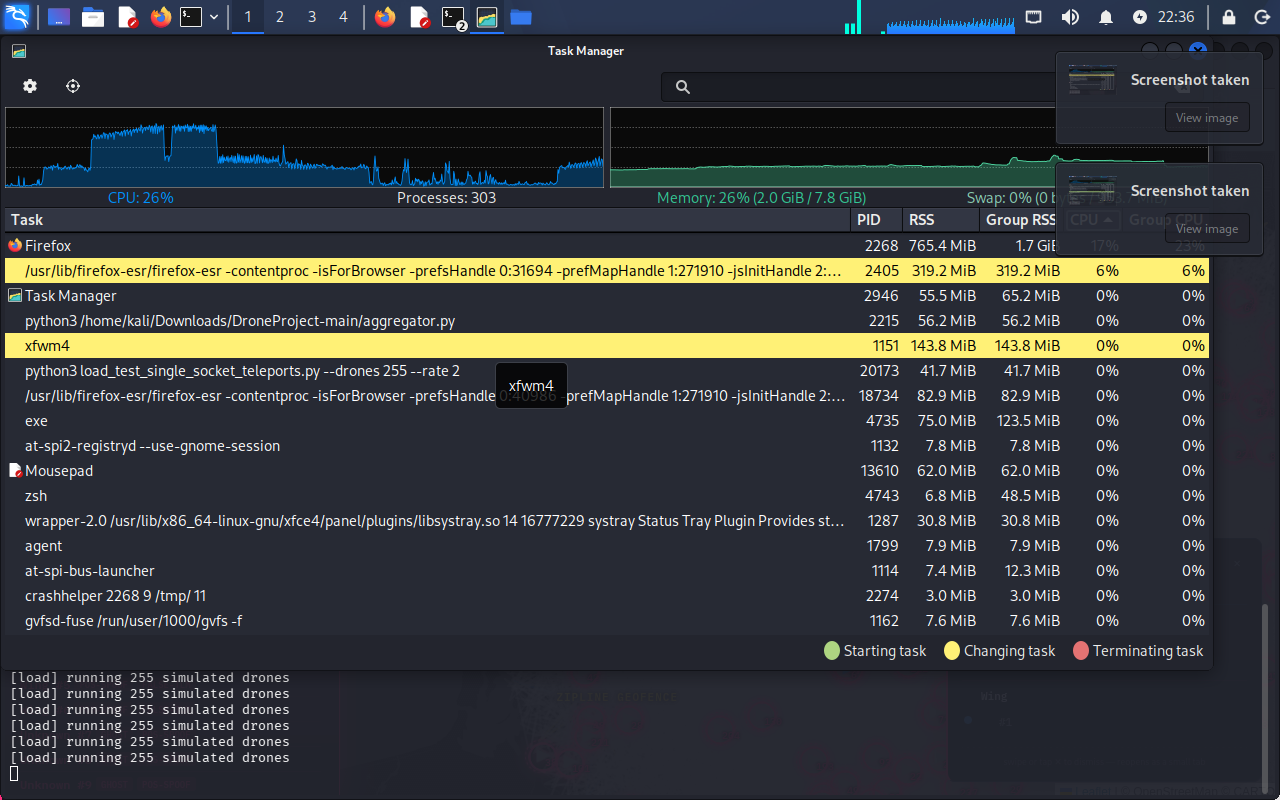 1 2 3 4 2 22:36
Task Manager
Screenshot taken
View image
Screenshot taken
View image
CPU: 26% Processes: 303 Memory: 26% (2.0 GiB / 7.8 GiB) Swap: 0% (0
Task PID RSS Group RSS CPU Group CPU
Firefox 2268 765.4 MiB 1.7 GiB 17% 23%
/usr/lib/firefox-esr/firefox-esr -contentproc -isForBrowser -prefsHandle 0:31694 -prefMapHandle 1:271910 -jsInitHandle 2:… 2405 319.2 MiB 319.2 MiB 6% 6%
Task Manager 2946 55.5 MiB 65.2 MiB 0% 0%
python3 /home/kali/Downloads/DroneProject-main/aggregator.py 2215 56.2 MiB 56.2 MiB 0% 0%
xfwm4 1151 143.8 MiB 143.8 MiB 0% 0%
python3 load_test_single_socket_teleports.py --drones 255 --rate 2 20173 41.7 MiB 41.7 MiB 0% 0%
xfwm4
/usr/lib/firefox-esr/firefox-esr -contentproc -isForBrowser -prefsHandle 0:40986 -prefMapHandle 1:271910 -jsInitHandle 2:… 18734 82.9 MiB 82.9 MiB 0% 0%
exe 4735 75.0 MiB 123.5 MiB 0% 0%
at-spi2-registryd --use-gnome-session 1132 7.8 MiB 7.8 MiB 0% 0%
Mousepad 13610 62.0 MiB 62.0 MiB 0% 0%
zsh 4743 6.8 MiB 48.5 MiB 0% 0%
wrapper-2.0 /usr/lib/x86_64-linux-gnu/xfce4/panel/plugins/libsystray.so 14 16777229 systray Status Tray Plugin Provides st… 1287 30.8 MiB 30.8 MiB 0% 0%
agent 1799 7.9 MiB 7.9 MiB 0% 0%
at-spi-bus-launcher 1114 7.4 MiB 12.3 MiB 0% 0%
crashhelper 2268 9 /tmp/ 11 2274 3.0 MiB 3.0 MiB 0% 0%
gvfsd-fuse /run/user/1000/gvfs -f 1162 7.6 MiB 7.6 MiB 0% 0%
Starting task Changing task Terminating task
[load] running 255 simulated drones
[load] running 255 simulated drones
[load] running 255 simulated drones
[load] running 255 simulated drones
[load] running 255 simulated drones
[load] running 255 simulated drones